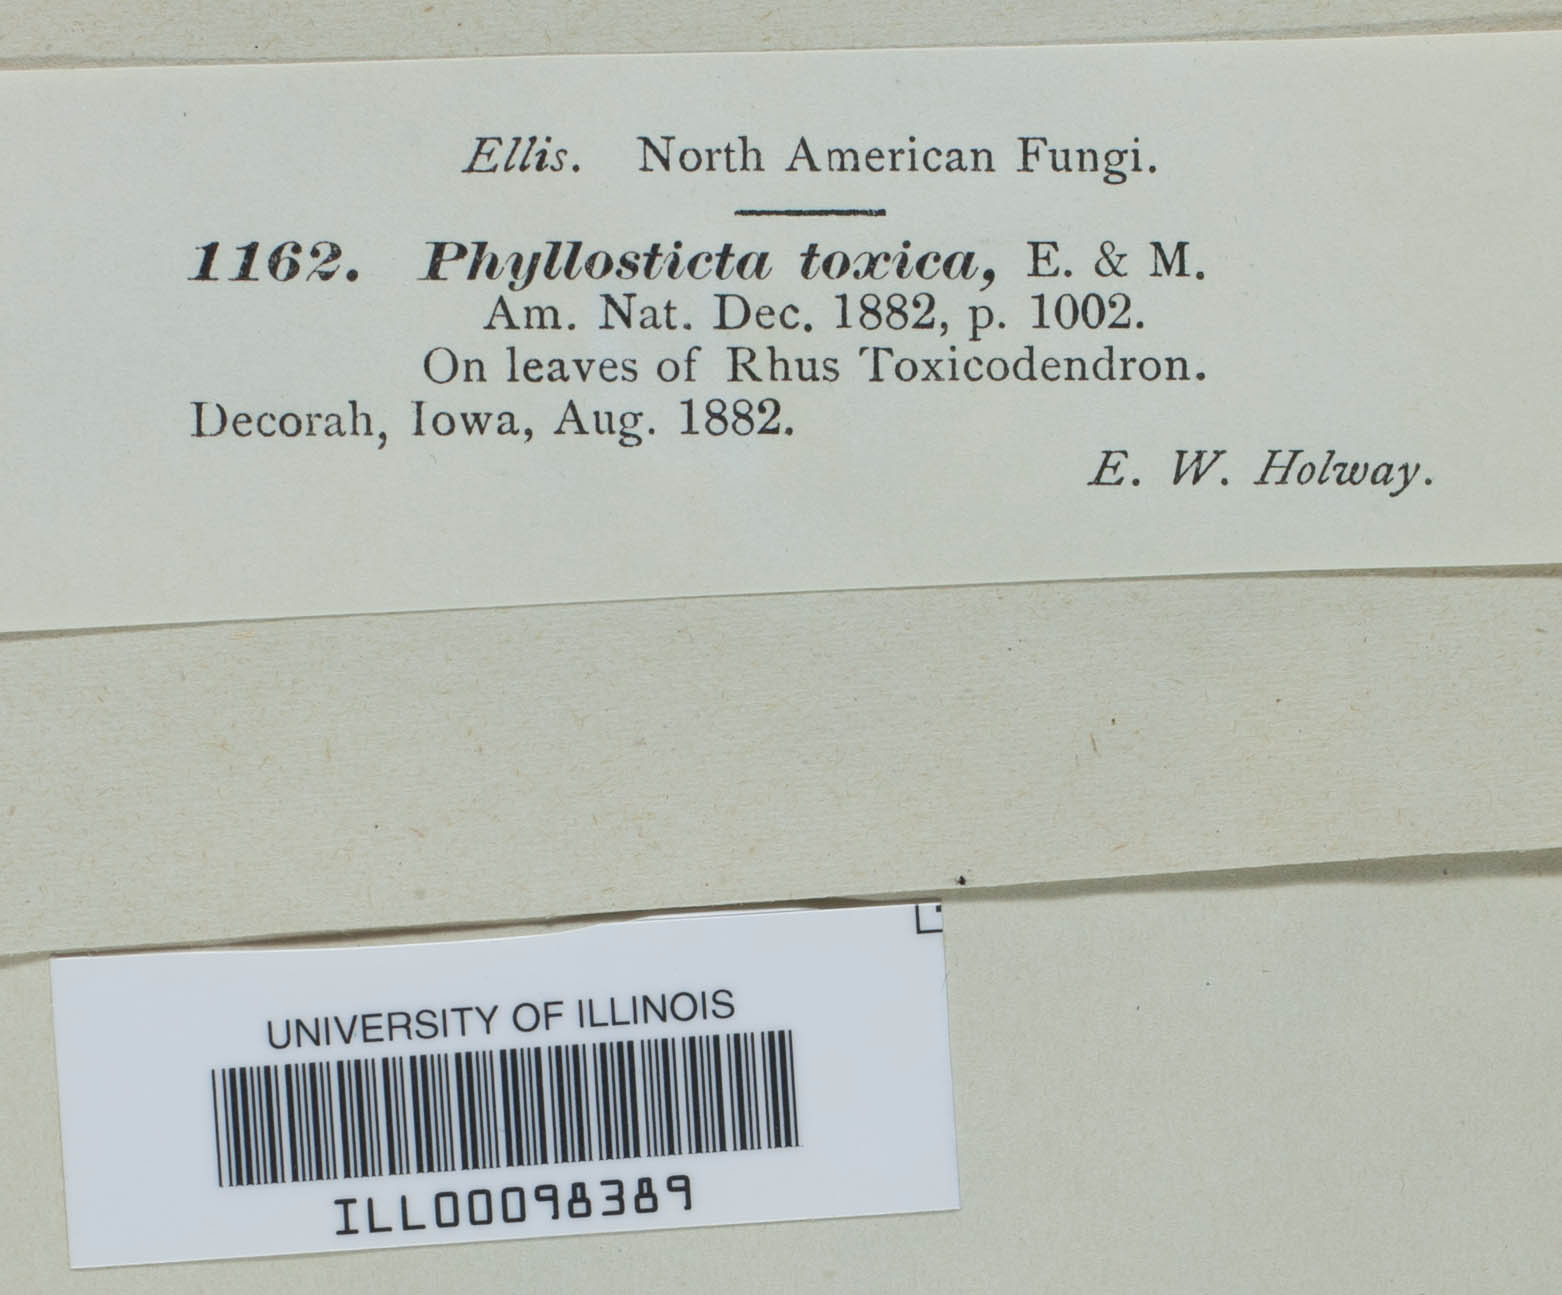 Ellis. North American Fungi.
1162. Phyllosticta toxica, E. & M.
Am. Nat. Dec. 1882, p. 1002.
On leaves of Rhus Toxicodendron.
Decorah, Iowa, Aug. 1882.
E. W. Holway.
UNIVERSITY OF ILLINOIS
ILL00098389